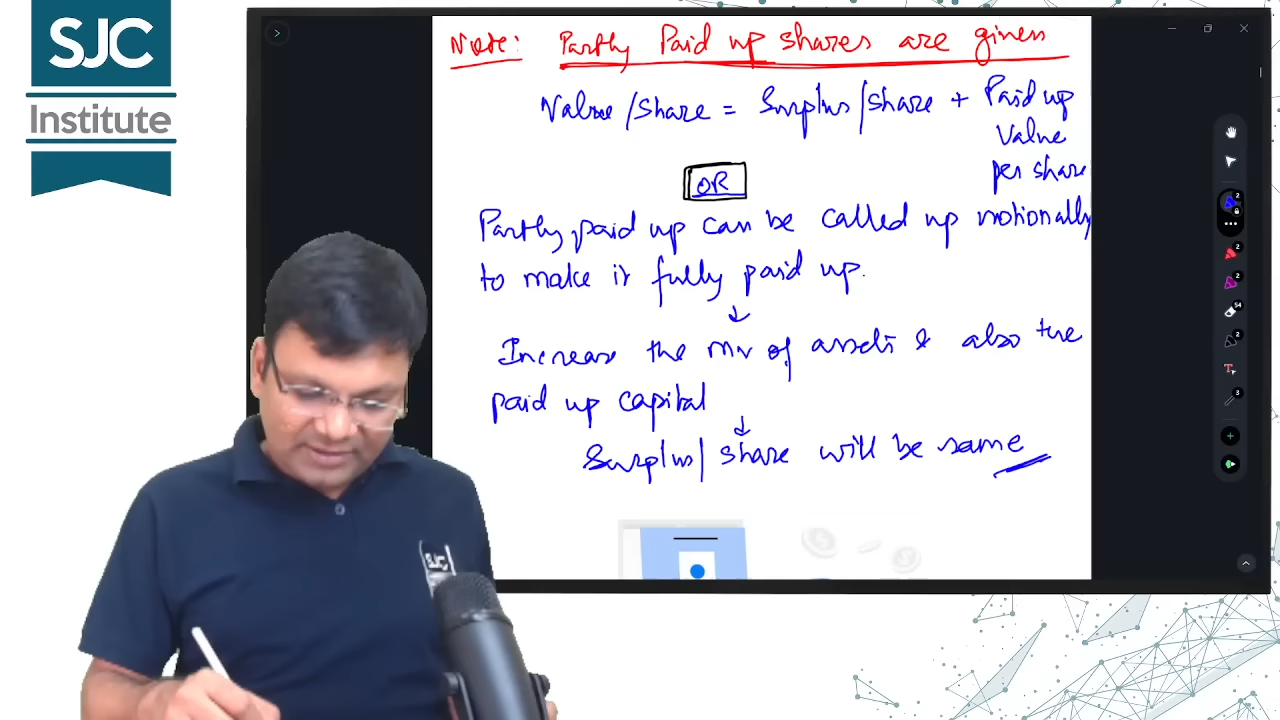 SJC
Institute
Note: Partly Paid up shares are given
Value/Share = Surplus/Share + Paid up
Value
per share
OR
Partly paid up can be called up notionally
to make it fully paid up.
Increase the mv of assets & also the
paid up capital
Surplus/share will be same
SJC